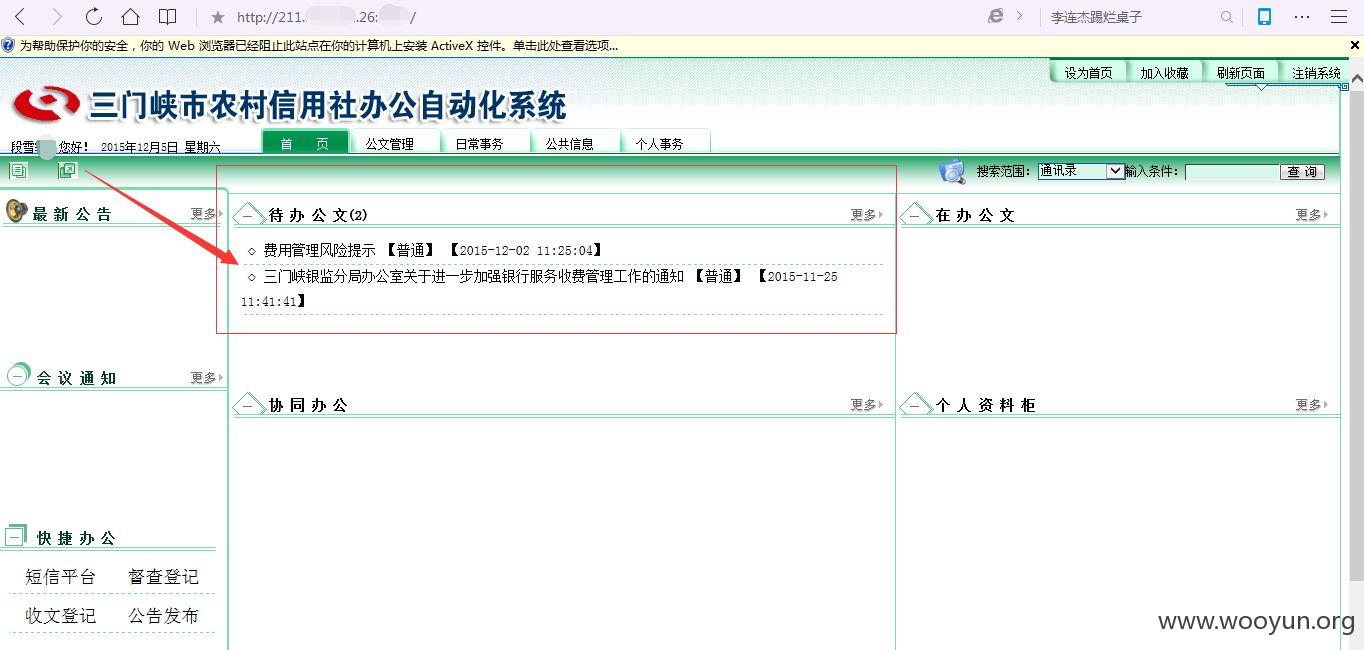 http://211. .26: /
李连杰踢烂桌子
为帮助保护你的安全，你的 Web 浏览器已经阻止此站点在你的计算机上安装 ActiveX 控件。单击此处查看选项...
设为首页 加入收藏 刷新页面 注销系统
三门峡市农村信用社办公自动化系统
段雪 您好! 2015年12月5日 星期六
首 页 公文管理 日常事务 公共信息 个人事务
搜索范围: 通讯录 输入条件: 查 询
最新公告 更多
待办公文(2) 更多
在办公文 更多
◇ 费用管理风险提示 【普通】 【2015-12-02 11:25:04】
◇ 三门峡银监分局办公室关于进一步加强银行服务收费管理工作的通知 【普通】 【2015-11-25
11:41:41】
会议通知 更多
协同办公 更多
个人资料柜 更多
快捷办公
短信平台 督查登记
收文登记 公告发布
www.wooyun.org